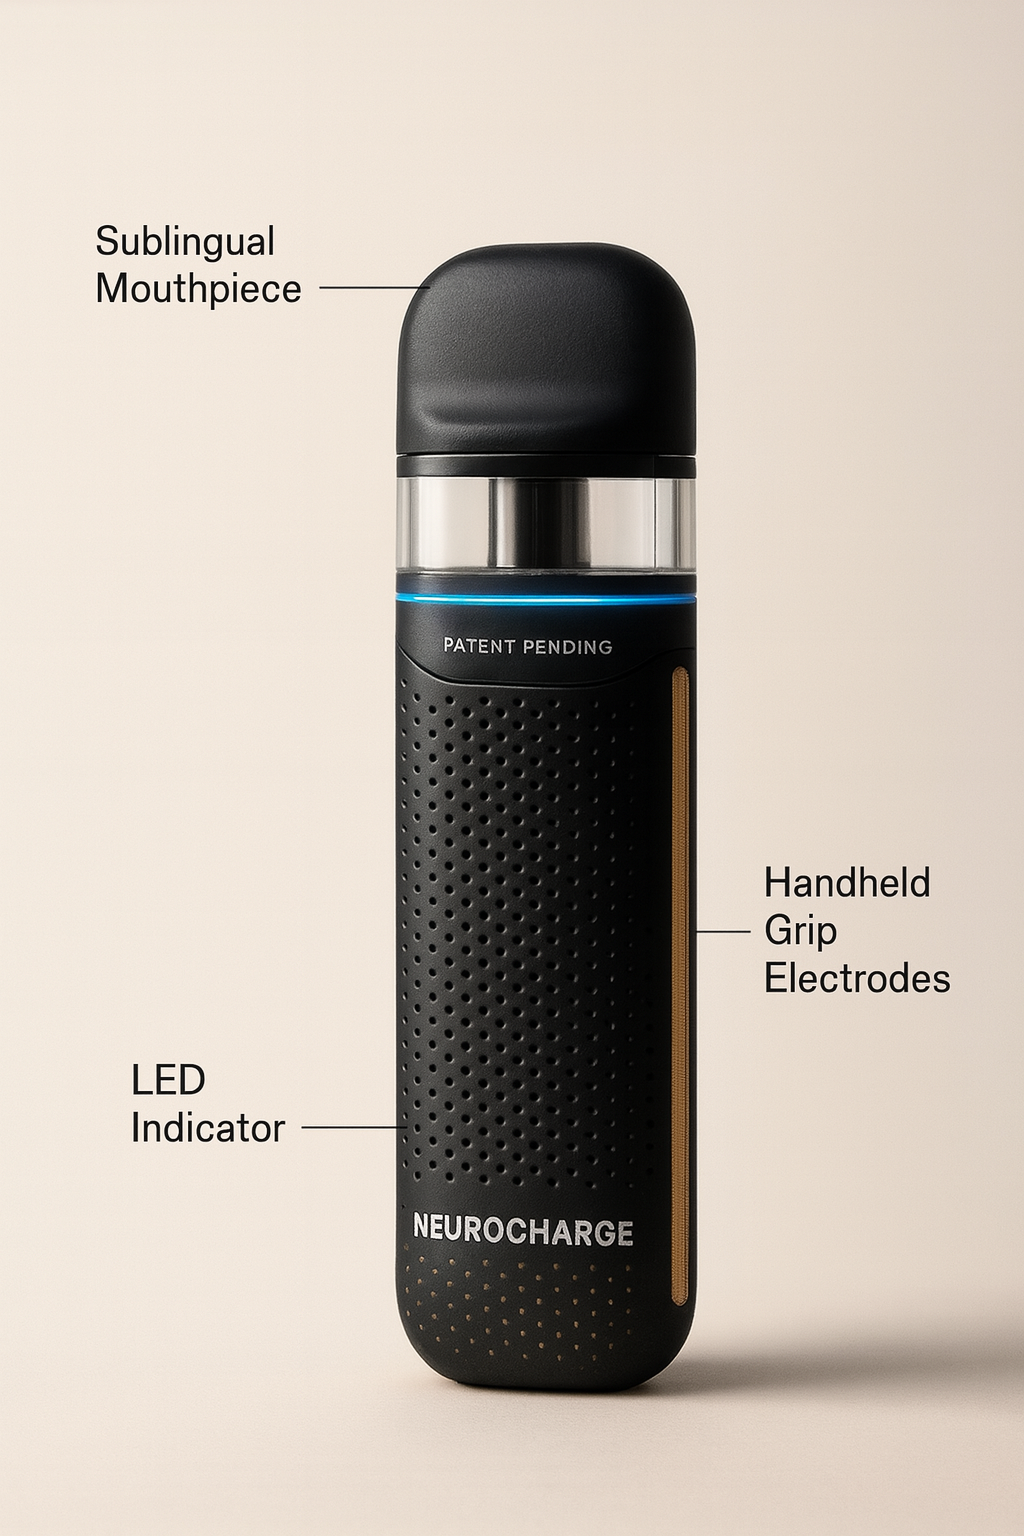 Sublingual
Mouthpiece
PATENT PENDING
Handheld
Grip
Electrodes
LED
Indicator
NEUROCHARGE